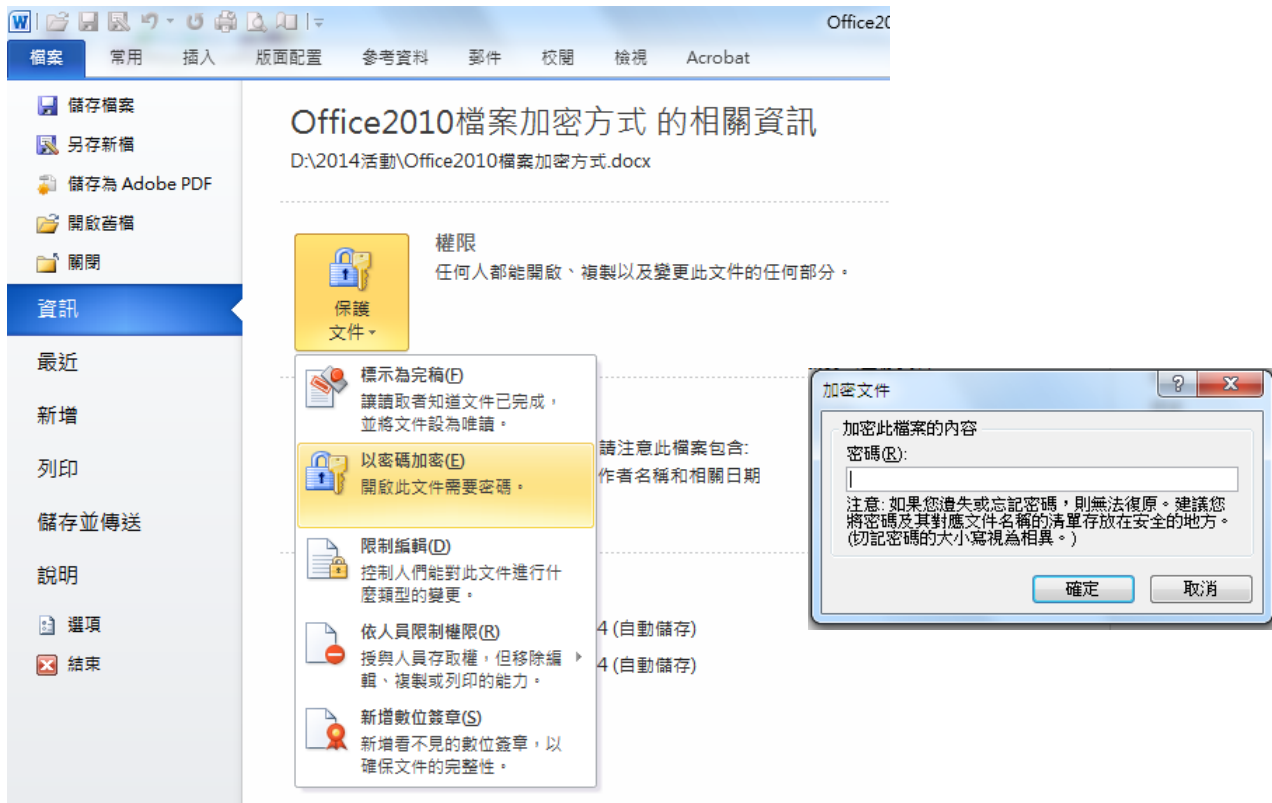 Office20
檔案 常用 插入 版面配置 參考資料 郵件 校閱 檢視 Acrobat
儲存檔案
另存新檔
儲存為 Adobe PDF
開啟舊檔
關閉
資訊
最近
新增
列印
儲存並傳送
說明
選項
結束
Office2010檔案加密方式 的相關資訊
D:\2014活動\Office2010檔案加密方式.docx
保護
文件
權限
任何人都能開啟、複製以及變更此文件的任何部分。
標示為完稿(F)
讓讀取者知道文件已完成，
並將文件設為唯讀。
以密碼加密(E)
開啟此文件需要密碼。
限制編輯(D)
控制人們能對此文件進行什
麼類型的變更。
依人員限制權限(R)
授與人員存取權，但移除編
輯、複製或列印的能力。
新增數位簽章(S)
新增看不見的數位簽章，以
確保文件的完整性。
請注意此檔案包含:
作者名稱和相關日期
4 (自動儲存)
4 (自動儲存)
加密文件
加密此檔案的內容
密碼(R):
注意: 如果您遺失或忘記密碼，則無法復原。建議您
將密碼及其對應文件名稱的清單存放在安全的地方。
(切記密碼的大小寫視為相異。)
確定 取消